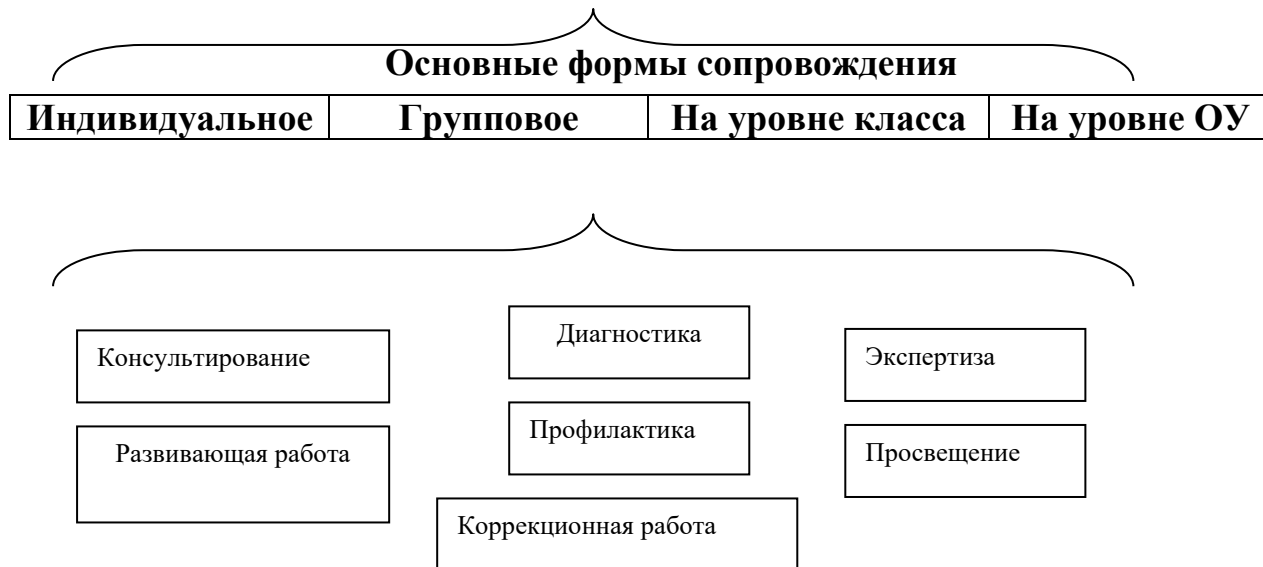 Основные формы сопровождения
Индивидуальное Групповое На уровне класса На уровне ОУ
Консультирование
Диагностика
Экспертиза
Развивающая работа
Профилактика
Просвещение
Коррекционная работа